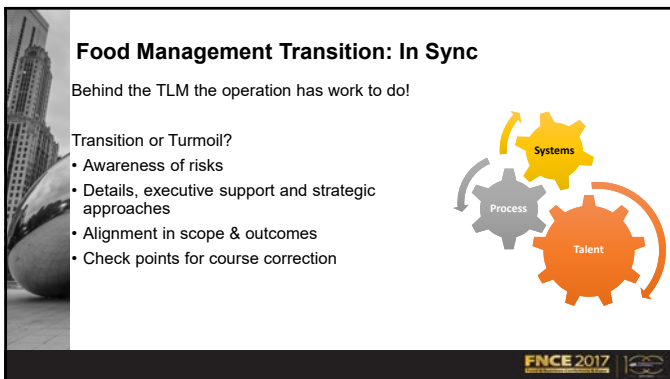 Food Management Transition: In Sync
Behind the TLM the operation has work to do!
Transition or Turmoil?
• Awareness of risks
• Details, executive support and strategic
approaches
• Alignment in scope & outcomes
• Check points for course correction
Systems
Process
Talent
FNCE 2017